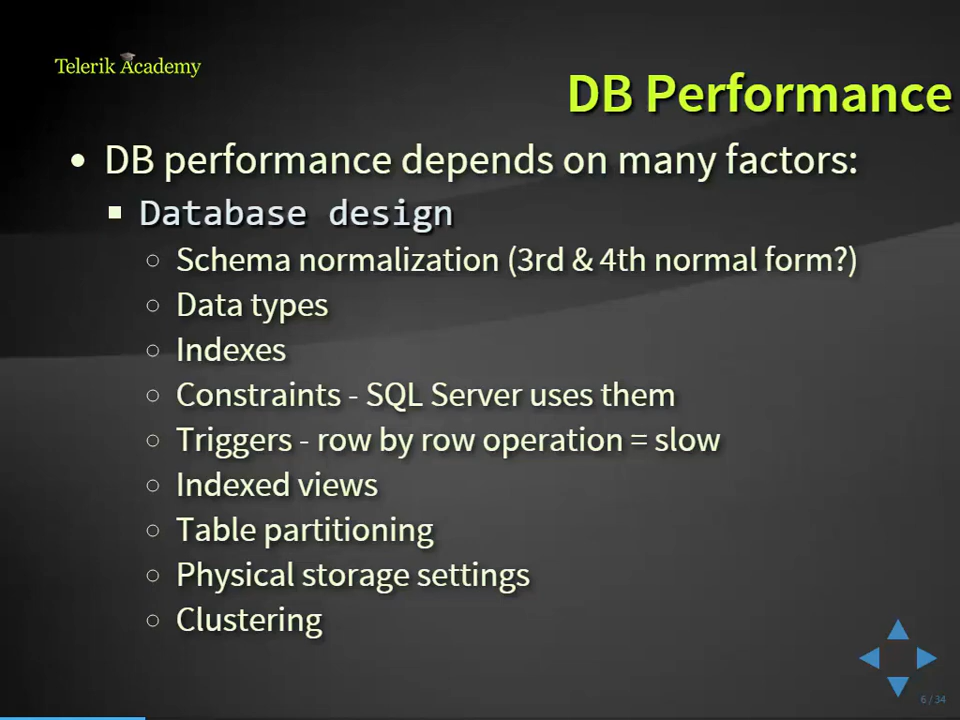 Telerik Academy
DB Performance
• DB performance depends on many factors:
▪ Database design
○ Schema normalization (3rd & 4th normal form?)
○ Data types
○ Indexes
○ Constraints - SQL Server uses them
○ Triggers - row by row operation = slow
○ Indexed views
○ Table partitioning
○ Physical storage settings
○ Clustering
6 / 34